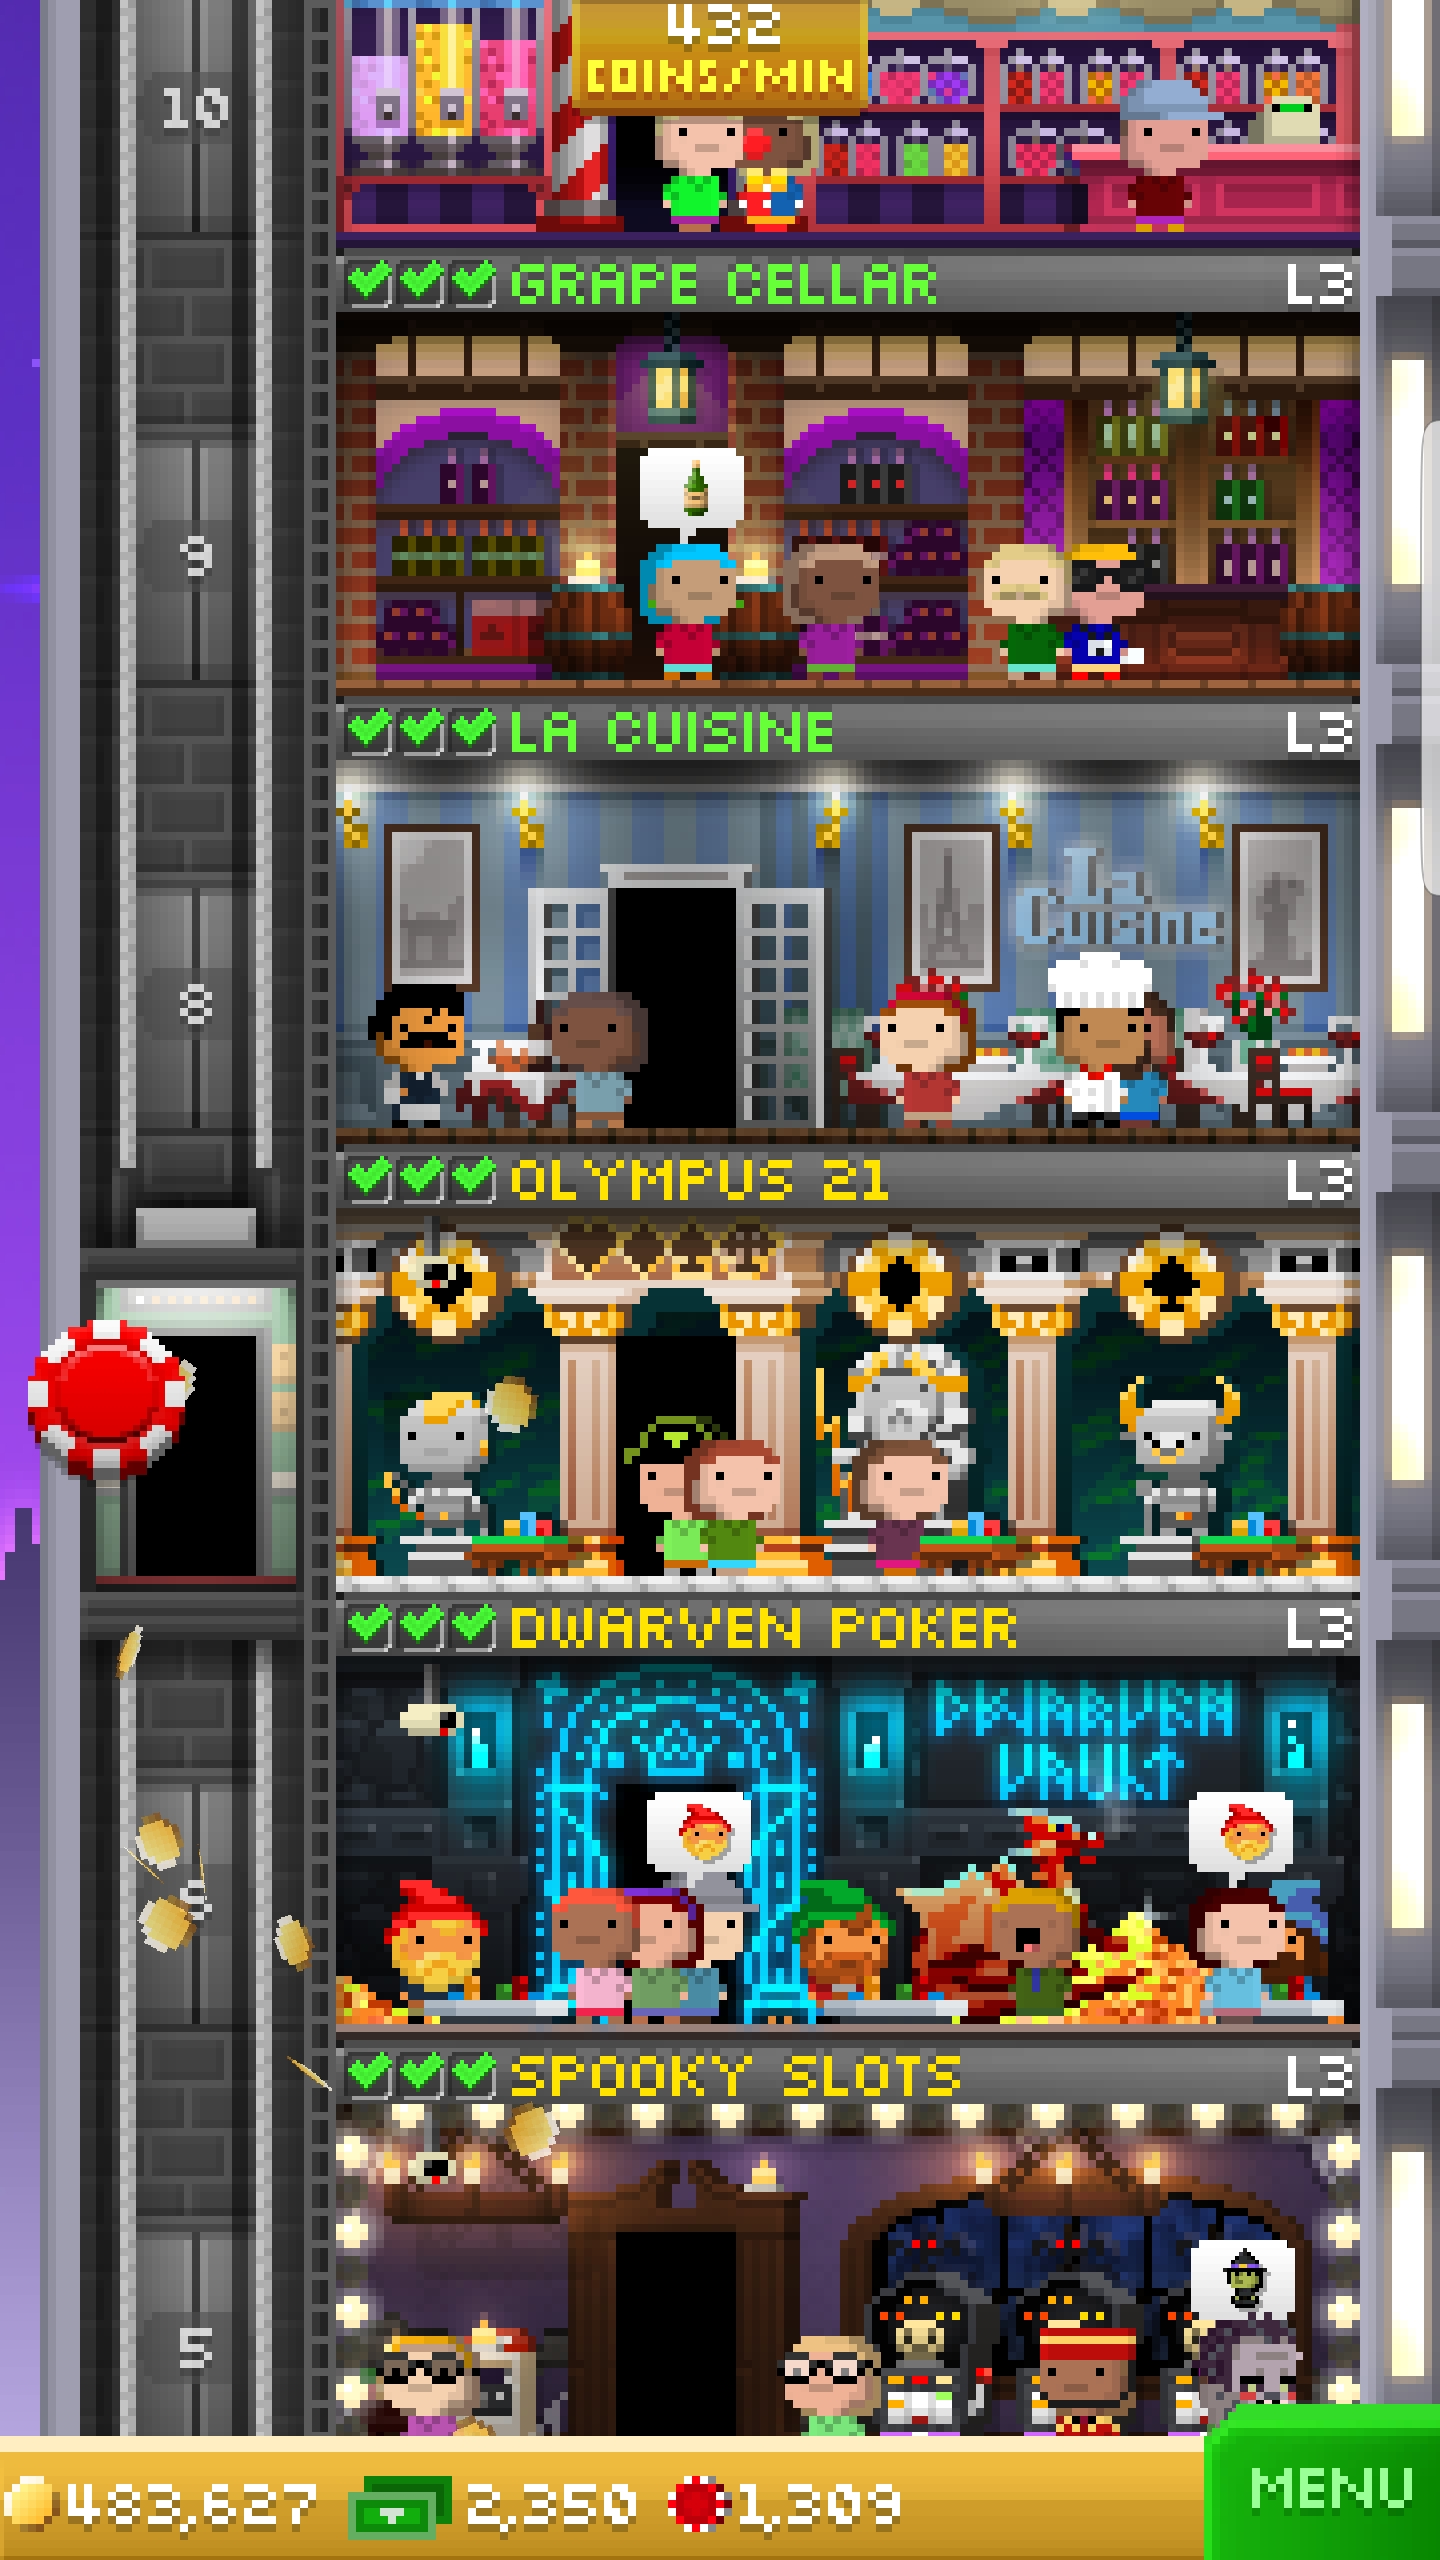 432
COINS/MIN
10
GRAPE CELLAR L3
9
LA CUISINE L3
La
Cuisine
8
OLYMPUS 21 L3
DWARVEN POKER L3
DWARVEN
VAULT
SPOOKY SLOTS L3
5
483,627 2,350 1,309
MENU